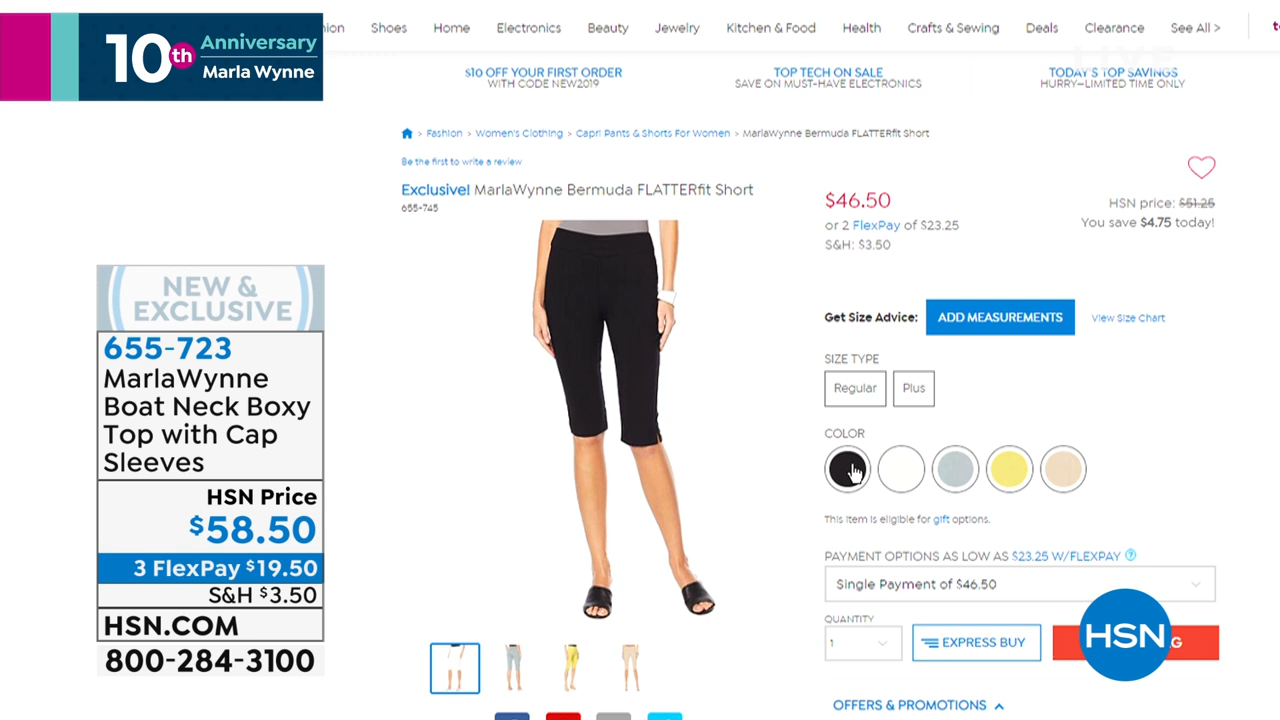 10th
Anniversary
Marla Wynne
Shoes
Home
Electronics
Beauty
Jewelry
Kitchen & Food
Health
Crafts & Sewing
Deals
Clearance
See All >
LIVE
$10 OFF YOUR FIRST ORDER
WITH CODE NEW2019
TOP TECH ON SALE
SAVE ON MUST-HAVE ELECTRONICS
TODAY'S TOP SAVINGS
HURRY—LIMITED TIME ONLY
> Fashion > Women's Clothing > Capri Pants & Shorts For Women > MarlaWynne Bermuda FLATTERfit Short
Be the first to write a review
Exclusive! MarlaWynne Bermuda FLATTERfit Short
655-745
$46.50
or 2 FlexPay of $23.25
S&H: $3.50
HSN price: $51.25
You save $4.75 today!
Get Size Advice:
ADD MEASUREMENTS
View Size Chart
SIZE TYPE
Regular
Plus
COLOR
This item is eligible for gift options.
PAYMENT OPTIONS AS LOW AS $23.25 W/FLEXPAY ?
Single Payment of $46.50
QUANTITY
1
EXPRESS BUY
HSN
G
OFFERS & PROMOTIONS
NEW &
EXCLUSIVE
655-723
MarlaWynne
Boat Neck Boxy
Top with Cap
Sleeves
HSN Price
$58.50
3 FlexPay $19.50
S&H $3.50
HSN.COM
800-284-3100